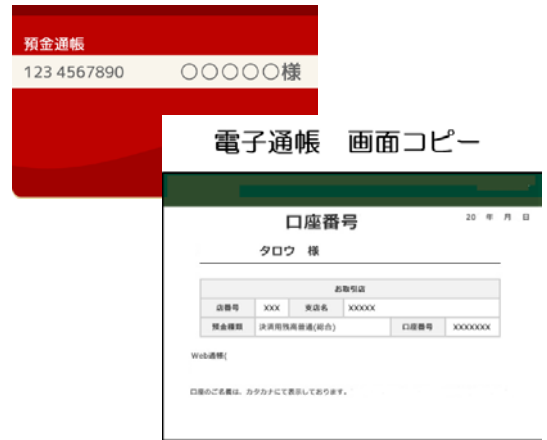 預金通帳
123 4567890 ○○○○○様
電子通帳 画面コピー
口座番号
20 年 月 日
タロウ 様
お取引店
店番号 XXX 支店名 XXXXX
預金種類 決済用残高普通(総合) 口座番号 XXXXXXX
Web通帳(
口座のご名義は、カタカナにて表示しております。